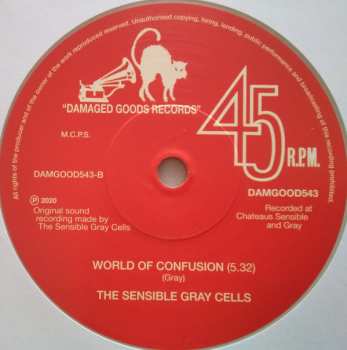 All rights of the producer and of the owner of the work reproduced reserved. Unauthorised copying, hiring, lending, public performance and broadcasting of this recording prohibited.
"DAMAGED GOODS RECORDS"
M.C.P.S.
45 R.P.M.
DAMGOOD543-B
DAMGOOD543
℗ 2020
Original sound
recording made by
The Sensible Gray Cells
Recorded at
Chateaus Sensible
and Gray
WORLD OF CONFUSION (5.32)
(Gray)
THE SENSIBLE GRAY CELLS